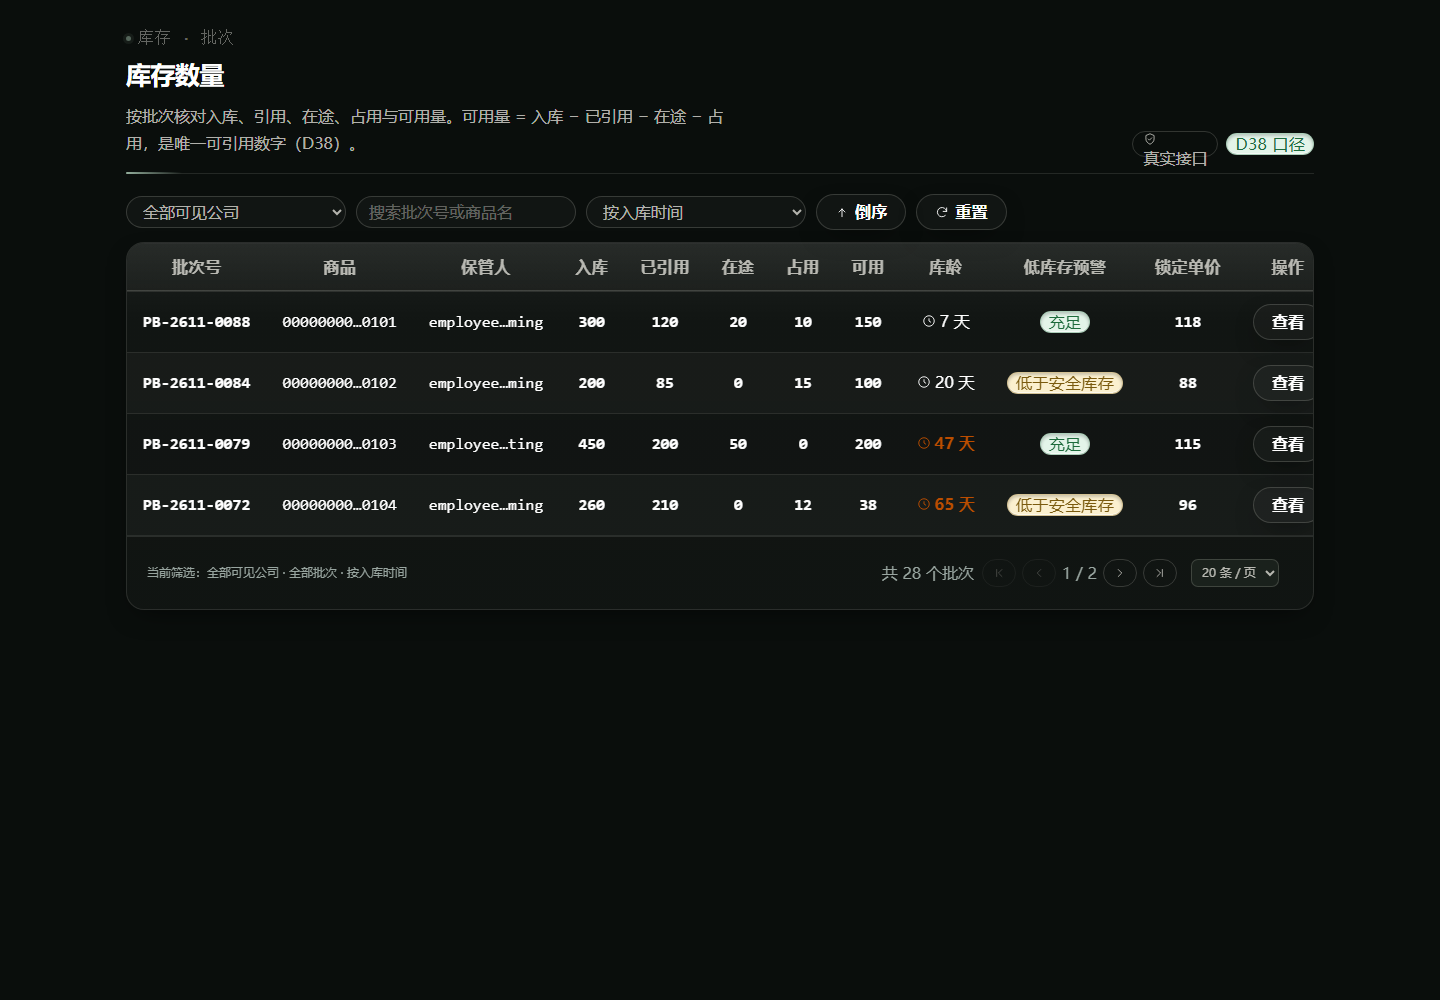 库存 · 批次
库存数量
按批次核对入库、引用、在途、占用与可用量。可用量 = 入库 − 已引用 − 在途 − 占
用，是唯一可引用数字（D38）。
真实接口
D38 口径
全部可见公司 搜索批次号或商品名 按入库时间 倒序 重置
批次号 商品 保管人 入库 已引用 在途 占用 可用 库龄 低库存预警 锁定单价 操作
PB-2611-0088 00000000…0101 employee…ming 300 120 20 10 150 7 天 充足 118 查看
PB-2611-0084 00000000…0102 employee…ming 200 85 0 15 100 20 天 低于安全库存 88 查看
PB-2611-0079 00000000…0103 employee…ting 450 200 50 0 200 47 天 充足 115 查看
PB-2611-0072 00000000…0104 employee…ming 260 210 0 12 38 65 天 低于安全库存 96 查看
当前筛选：全部可见公司 · 全部批次 · 按入库时间 共 28 个批次 1 / 2 20 条 / 页